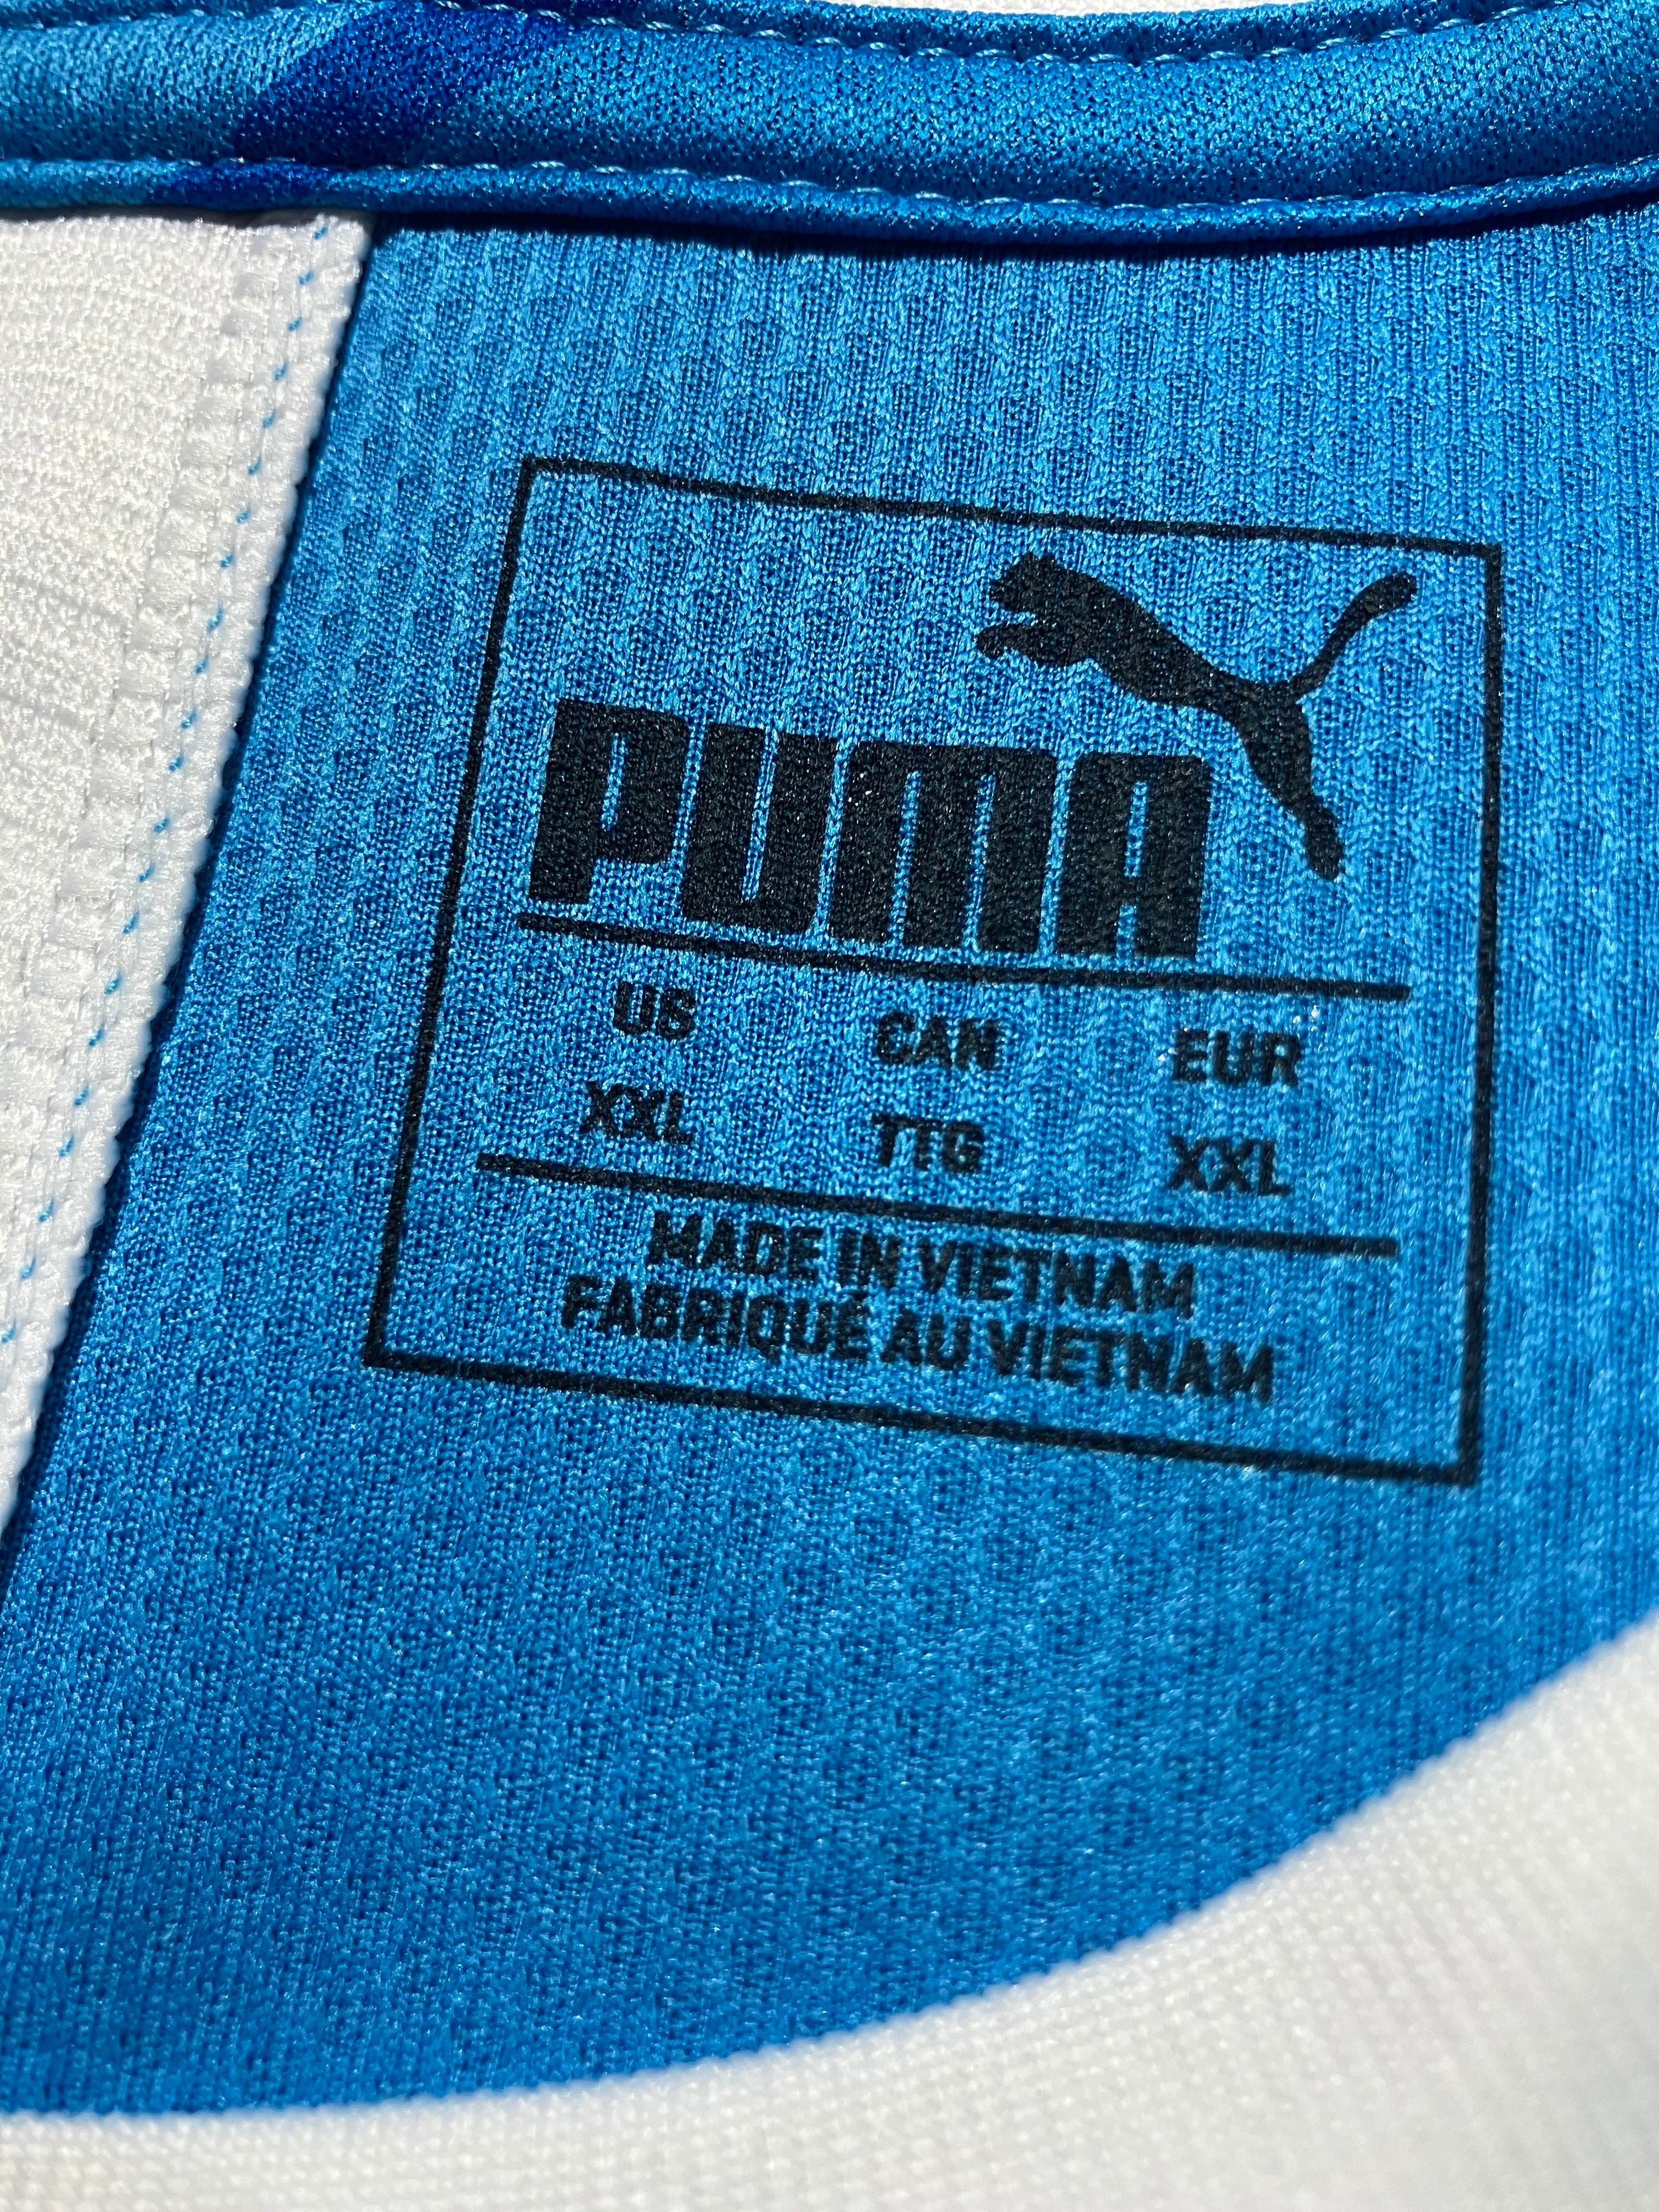 PUMA
US CAN EUR
XXL TTG XXL
MADE IN VIETNAM
FABRIQUÉ AU VIETNAM